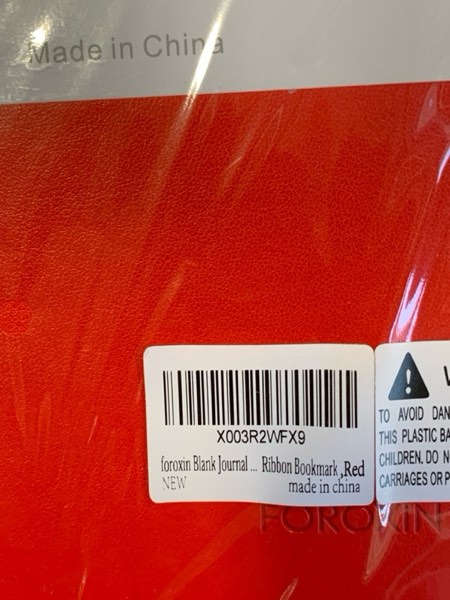 Made in China
X003R2WFX9
foroxin Blank Journal ... Ribbon Bookmark ,Red
NEW made in china
TO AVOID DAN
THIS PLASTIC BA
CHILDREN. DO N
CARRIAGES OR P
FOROXIN